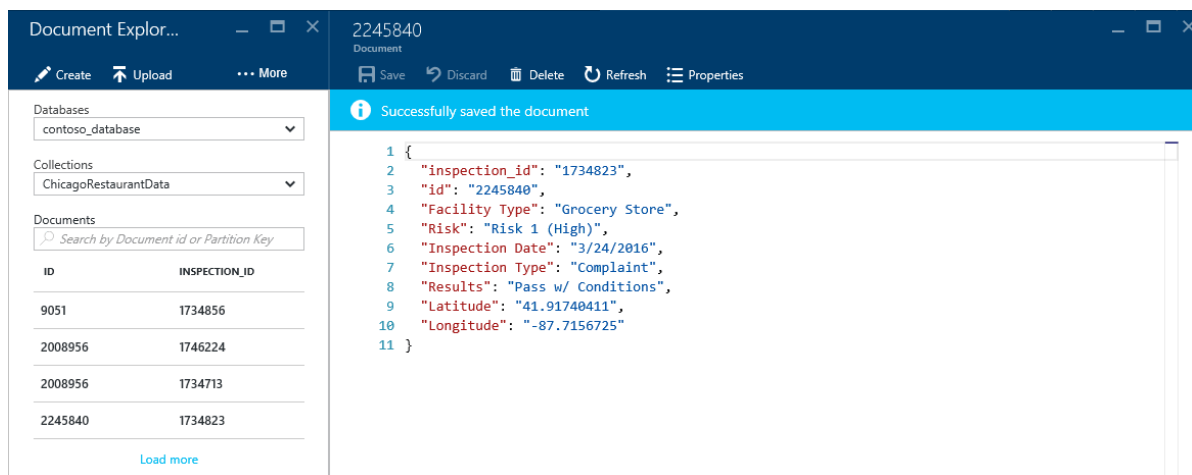 Document Explor...
Create Upload ... More
Databases
contoso_database
Collections
ChicagoRestaurantData
Documents
Search by Document id or Partition Key
ID INSPECTION_ID
9051 1734856
2008956 1746224
2008956 1734713
2245840 1734823
Load more
2245840
Document
Save Discard Delete Refresh Properties
Successfully saved the document
1 {
2 "inspection_id": "1734823",
3 "id": "2245840",
4 "Facility Type": "Grocery Store",
5 "Risk": "Risk 1 (High)",
6 "Inspection Date": "3/24/2016",
7 "Inspection Type": "Complaint",
8 "Results": "Pass w/ Conditions",
9 "Latitude": "41.91740411",
10 "Longitude": "-87.7156725"
11 }